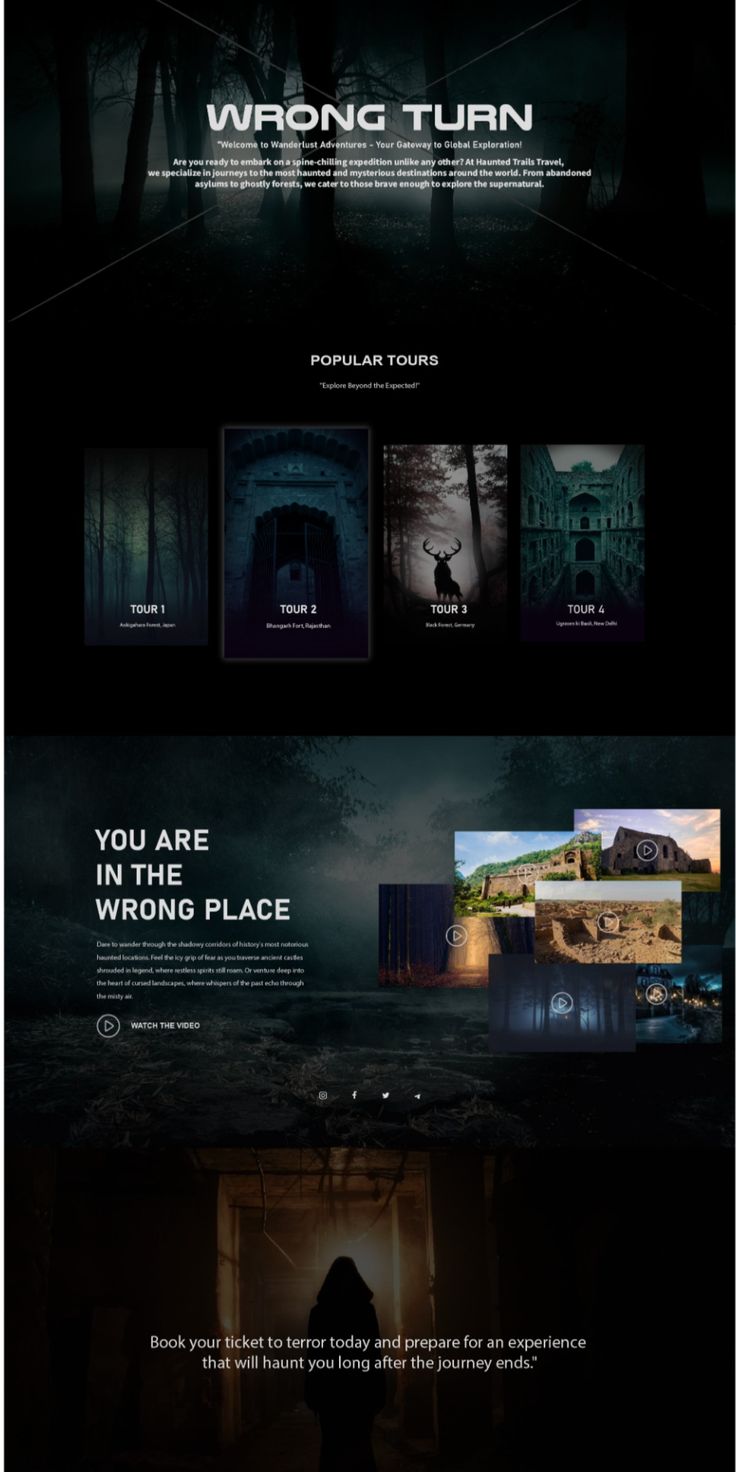 WRONG TURN
"Welcome to Wanderlust Adventures - Your Gateway to Global Exploration!
Are you ready to embark on a spine-chilling expedition unlike any other? At Haunted Trails Travel,
we specialize in journeys to the most haunted and mysterious destinations around the world. From abandoned
asylums to ghostly forests, we cater to those brave enough to explore the supernatural.
POPULAR TOURS
"Explore Beyond the Expected!"
TOUR 1
Aokigahara Forest, Japan
TOUR 2
Bhangarh Fort, Rajasthan
TOUR 3
Black Forest, Germany
TOUR 4
Ugrasen ki Baoli, New Delhi
YOU ARE
IN THE
WRONG PLACE
Dare to wander through the shadowy corridors of history's most notorious
haunted locations. Feel the icy grip of fear as you traverse ancient castles
shrouded in legend, where restless spirits still roam. Or venture deep into
the heart of cursed landscapes, where whispers of the past echo through
the misty air.
WATCH THE VIDEO
Book your ticket to terror today and prepare for an experience
that will haunt you long after the journey ends."